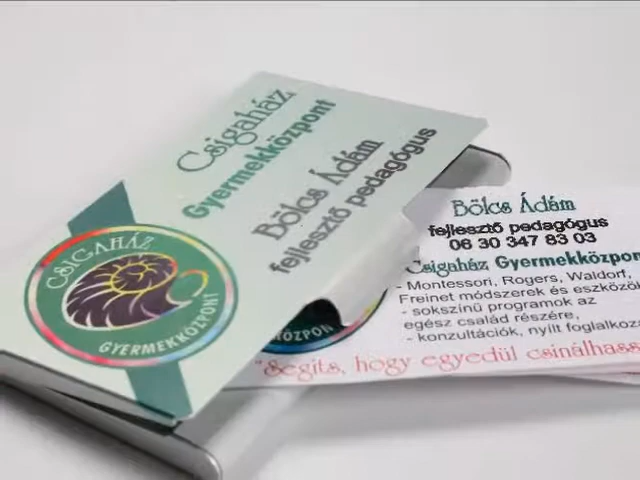 Csigaház
Gyermekközpont
Bölcs Ádám
fejlesztő pedagógus
CSIGAHÁZ
GYERMEKKÖZPONT
KÖZPON
Bölcs Ádám
fejlesztő pedagógus
06 30 347 83 03
Csigaház Gyermekközpon
- Montessori, Rogers, Waldorf,
Freinet módszerek és eszközök
- sokszínű programok az
egész család részére,
- konzultációk, nyílt foglalkoz
"Segíts, hogy egyedül csinálhass